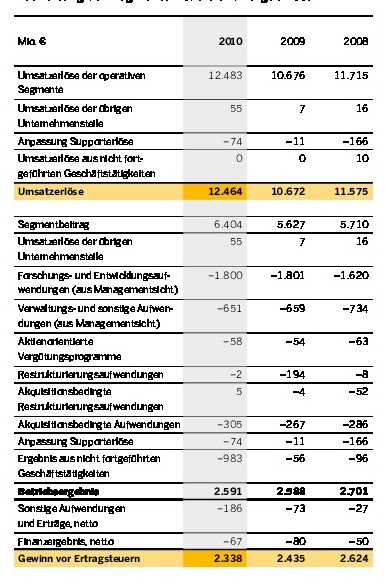 Mio. € 2010 2009 2008
Umsatzerlöse der operativen
Segmente 12.483 10.676 11.715
Umsatzerlöse der übrigen
Unternehmensteile 55 7 16
Anpassung Supporterlöse −74 −11 −166
Umsatzerlöse aus nicht fort-
geführten Geschäftstätigkeiten 0 0 10
Umsatzerlöse 12.464 10.672 11.575
Segmentbeitrag 6.404 5.627 5.710
Umsatzerlöse der übrigen
Unternehmensteile 55 7 16
Forschungs- und Entwicklungsauf-
wendungen (aus Managementsicht) −1.800 −1.801 −1.620
Verwaltungs- und sonstige Aufwen-
dungen (aus Managementsicht) −651 −659 −734
Aktienorientierte
Vergütungsprogramme −58 −54 −63
Restrukturierungsaufwendungen −2 −194 −8
Akquisitionsbedingte
Restrukturierungsaufwendungen 5 −4 −52
Akquisitionsbedingte Aufwendungen −305 −267 −286
Anpassung Supporterlöse −74 −11 −166
Ergebnis aus nicht fortgeführten
Geschäftstätigkeiten −983 −56 −96
Betriebsergebnis 2.591 2.588 2.701
Sonstige Aufwendungen
und Erträge, netto −186 −73 −27
Finanzergebnis, netto −67 −80 −50
Gewinn vor Ertragsteuern 2.338 2.435 2.624